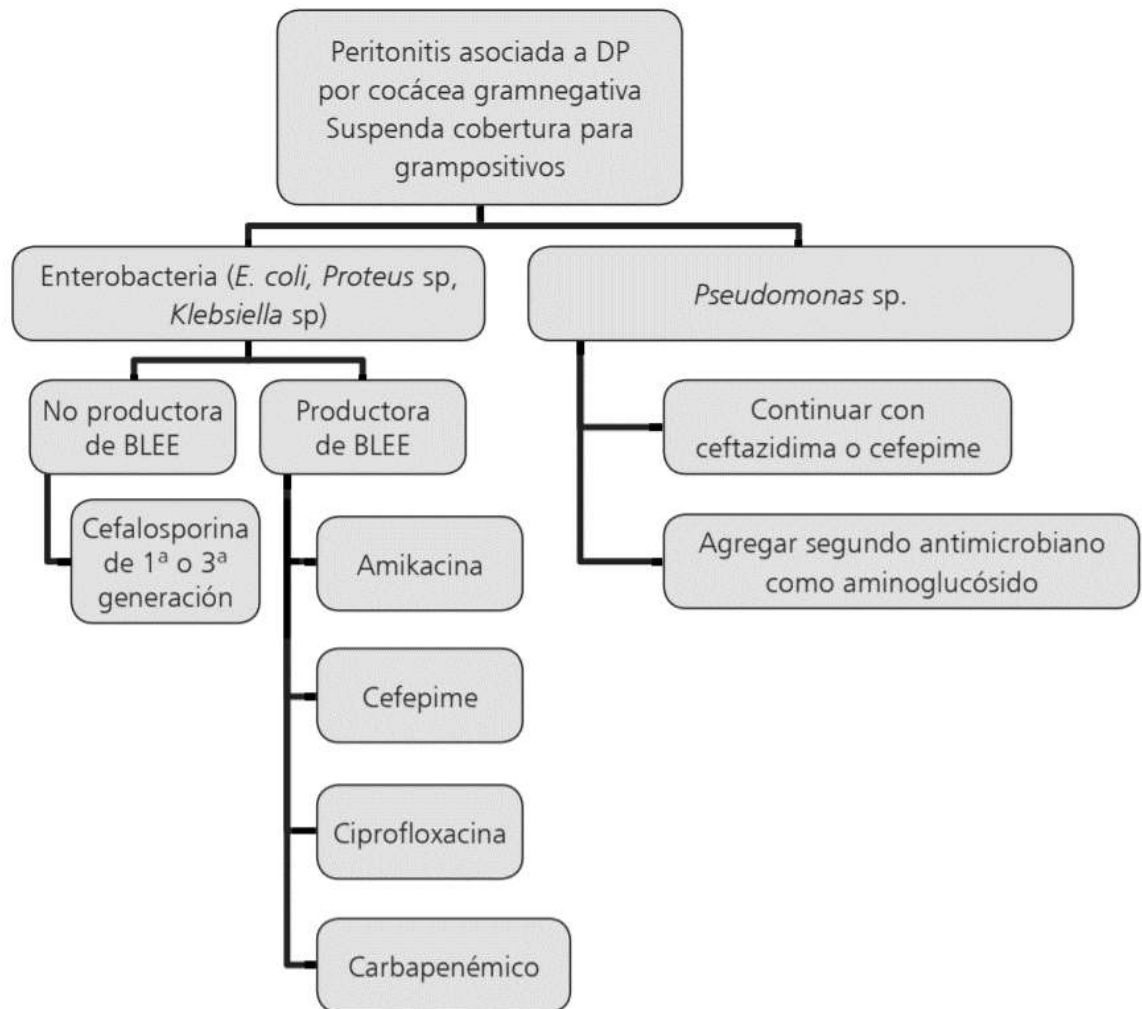 Peritonitis asociada a DP
por cocácea gramnegativa
Suspenda cobertura para
grampositivos
Enterobacteria (E. coli, Proteus sp,
Klebsiella sp)
Pseudomonas sp.
No productora
de BLEE
Productora
de BLEE
Continuar con
ceftazidima o cefepime
Cefalosporina
de 1ª o 3ª
generación
Amikacina
Agregar segundo antimicrobiano
como aminoglucósido
Cefepime
Ciprofloxacina
Carbapenémico